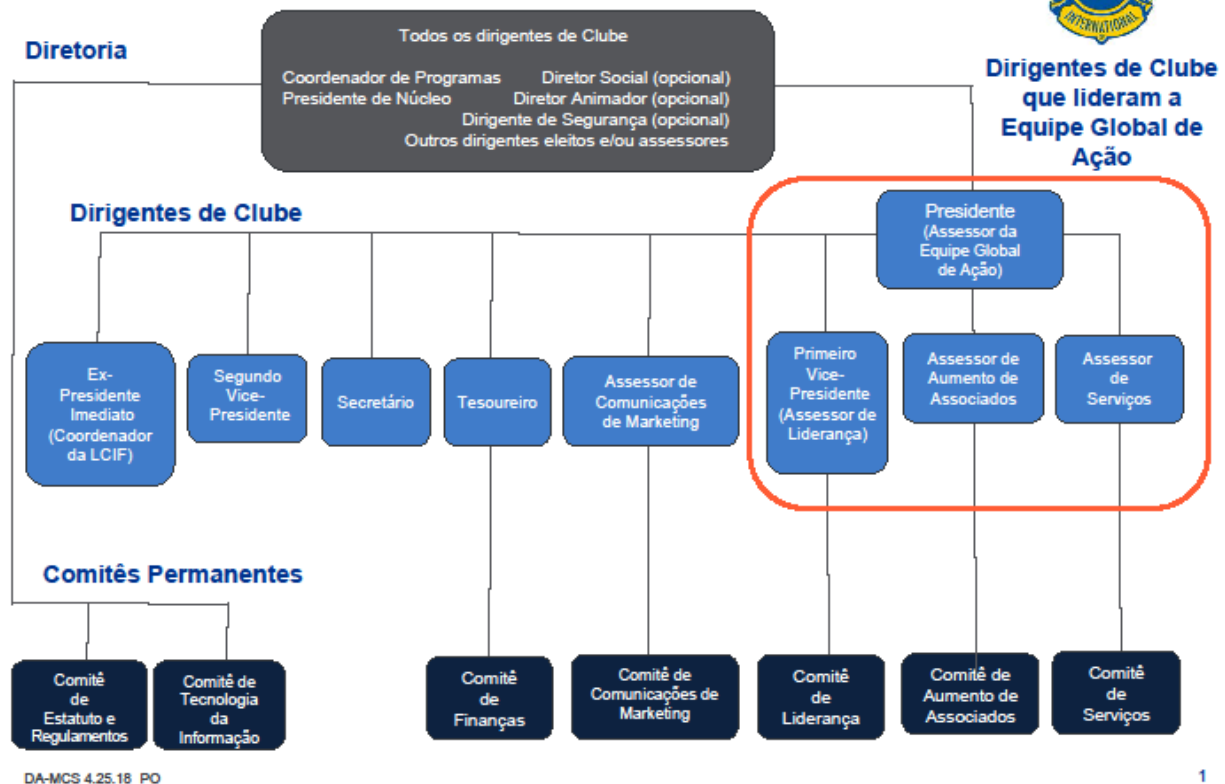 INTERNATIONAL
Diretoria
Todos os dirigentes de Clube
Coordenador de Programas Diretor Social (opcional)
Presidente de Núcleo Diretor Animador (opcional)
Dirigente de Segurança (opcional)
Outros dirigentes eleitos e/ou assessores
Dirigentes de Clube
que lideram a
Equipe Global de
Ação
Dirigentes de Clube
Presidente
(Assessor da
Equipe Global
de Ação)
Ex-
Presidente
Imediato
(Coordenador
da LCIF)
Segundo
Vice-
Presidente
Secretário
Tesoureiro
Assessor de
Comunicações
de Marketing
Primeiro
Vice-
Presidente
(Assessor de
Liderança)
Assessor de
Aumento de
Associados
Assessor
de
Serviços
Comitês Permanentes
Comitê
de
Estatuto e
Regulamentos
Comitê de
Tecnologia
da
Informação
Comitê
de
Finanças
Comitê de
Comunicações de
Marketing
Comitê
de
Liderança
Comitê de
Aumento de
Associados
Comitê
de
Serviços
DA-MCS 4.25.18 PO
1